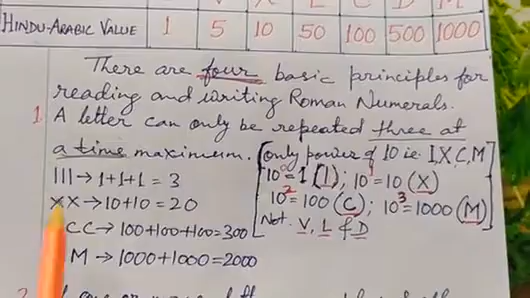 V X L C D M
HINDU-ARABIC VALUE 1 5 10 50 100 500 1000
There are four basic principles for
reading and writing Roman Numerals.
1. A letter can only be repeated three at
a time maximum. [only power of 10 ie I, X, C, M
III → 1+1+1 = 3 10⁰ = 1 (I); 10¹ = 10 (X)
XX → 10+10 = 20 10² = 100 (C); 10³ = 1000 (M)
CC → 100+100+100 = 300 Not V, L & D]
M → 1000+1000 = 2000